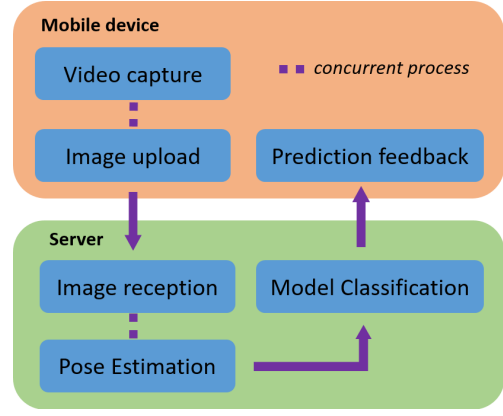 Mobile device
Video capture
concurrent process
Image upload
Prediction feedback
Server
Image reception
Model Classification
Pose Estimation